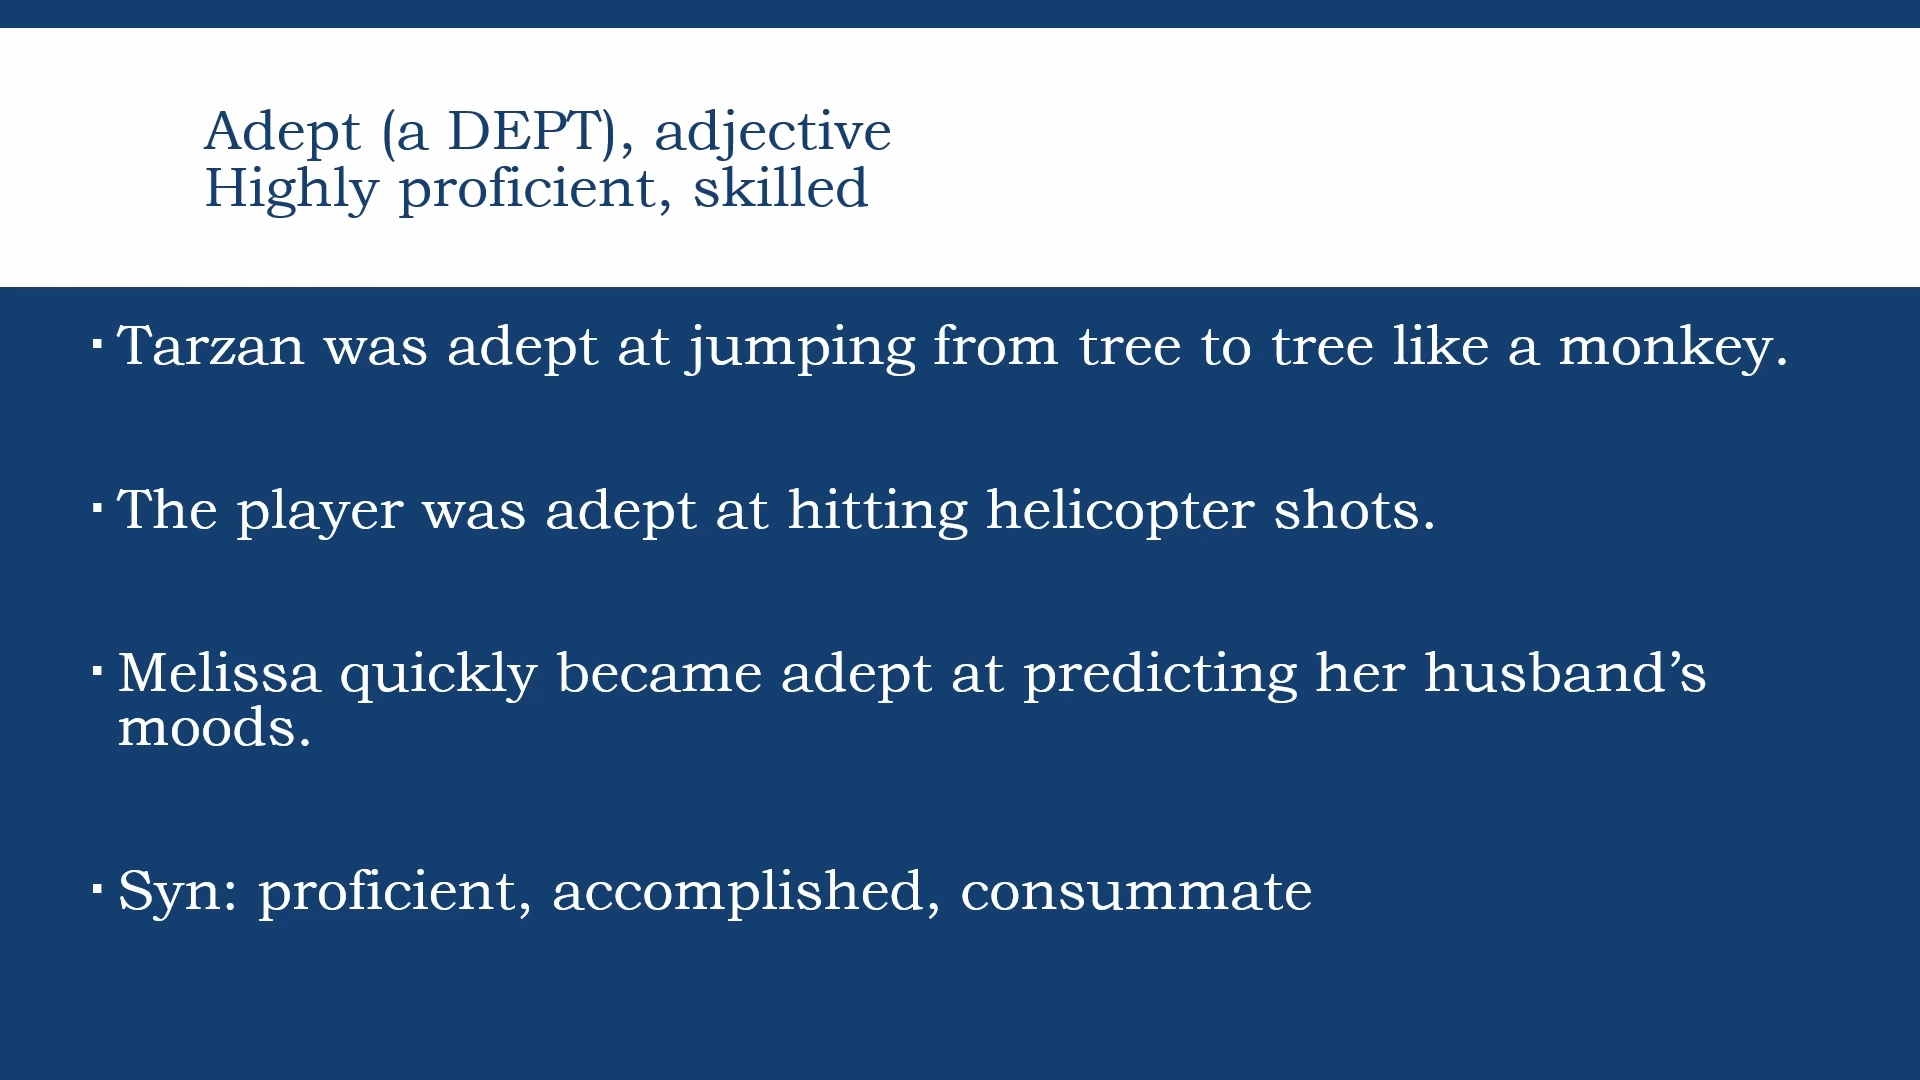 Adept (a DEPT), adjective
Highly proficient, skilled
▪ Tarzan was adept at jumping from tree to tree like a monkey.
▪ The player was adept at hitting helicopter shots.
▪ Melissa quickly became adept at predicting her husband’s
moods.
▪ Syn: proficient, accomplished, consummate